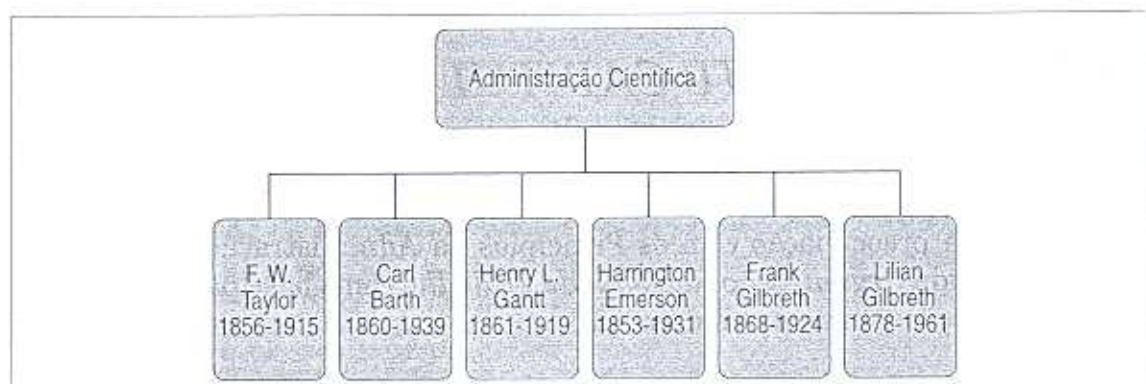 Administração Científica
F. W.
Taylor
1856-1915
Carl
Barth
1860-1939
Henry L.
Gantt
1861-1919
Harrington
Emerson
1853-1931
Frank
Gilbreth
1868-1924
Lilian
Gilbreth
1878-1961